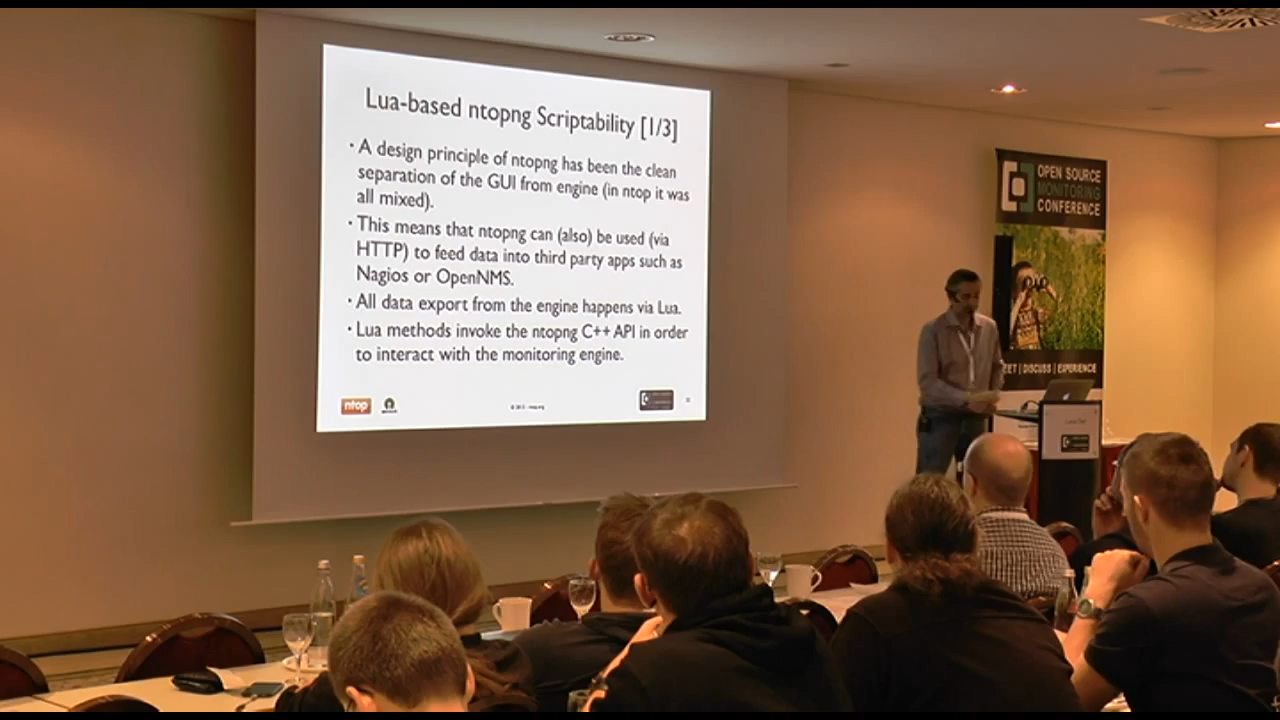 Lua-based ntopng Scriptability [1/3]
• A design principle of ntopng has been the clean
separation of the GUI from engine (in ntop it was
all mixed).
• This means that ntopng can (also) be used (via
HTTP) to feed data into third party apps such as
Nagios or OpenNMS.
• All data export from the engine happens via Lua.
• Lua methods invoke the ntopng C++ API in order
to interact with the monitoring engine.
ntop
OPEN SOURCE
MONITORING
CONFERENCE
EET | DISCUSS | EXPERIENCE